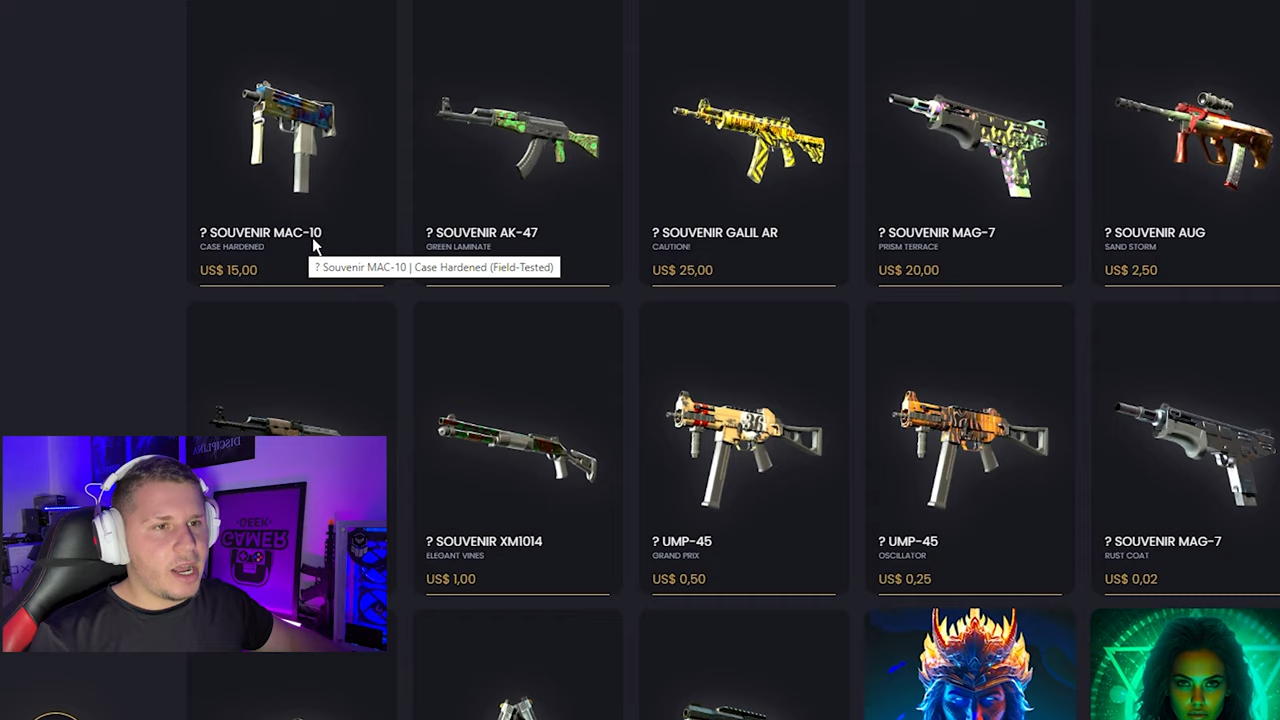 ? SOUVENIR MAC-10
CASE HARDENED
US$ 15,00
? SOUVENIR AK-47
GREEN LAMINATE
? SOUVENIR GALIL AR
CAUTION!
US$ 25,00
? SOUVENIR MAG-7
PRISM TERRACE
US$ 20,00
? SOUVENIR AUG
SAND STORM
US$ 2,50
? Souvenir MAC-10 | Case Hardened (Field-Tested)
? SOUVENIR XM1014
ELEGANT VINES
US$ 1,00
? UMP-45
GRAND PRIX
US$ 0,50
? UMP-45
OSCILLATOR
US$ 0,25
? SOUVENIR MAG-7
RUST COAT
US$ 0,02
DISCIPLINA
GEEK
GAMER